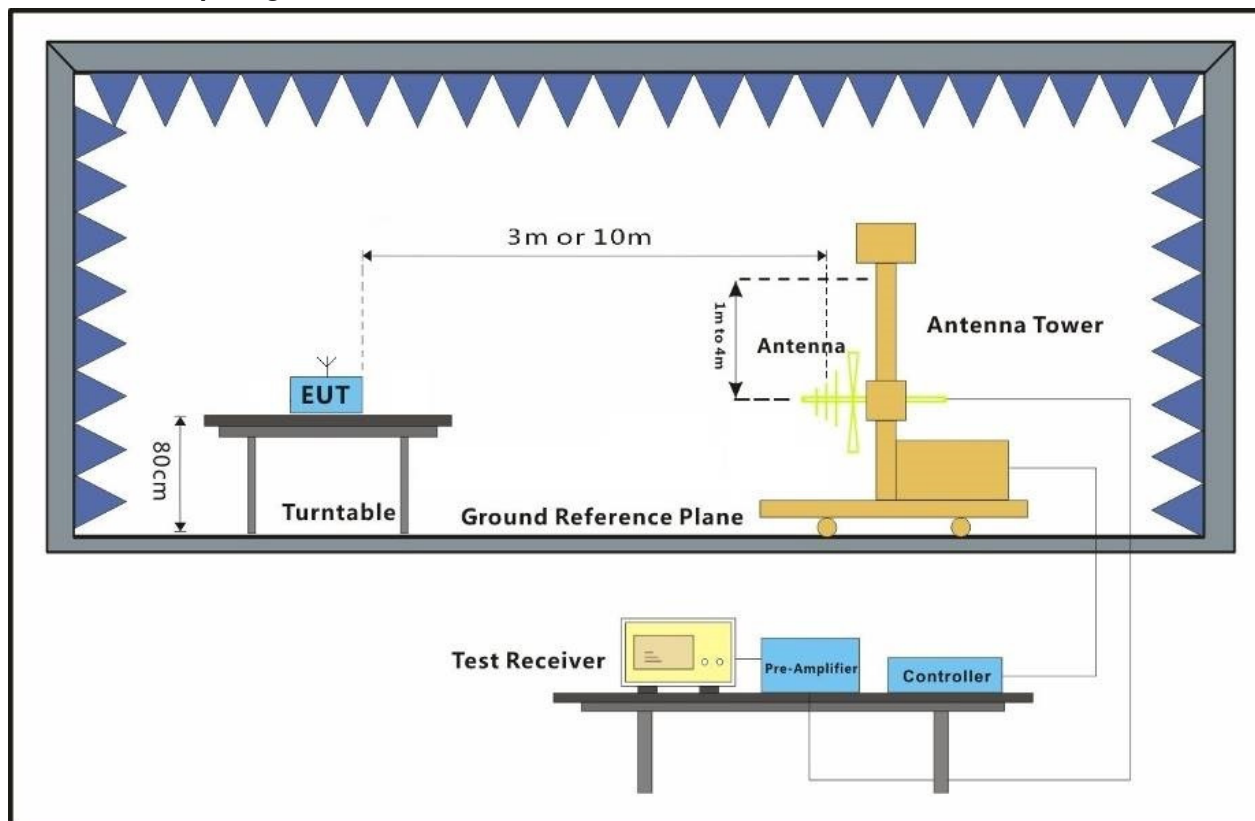 3m or 10m
1m to 4m
Antenna
Antenna Tower
EUT
80cm
Turntable
Ground Reference Plane
Test Receiver
Pre-Amplifier
Controller